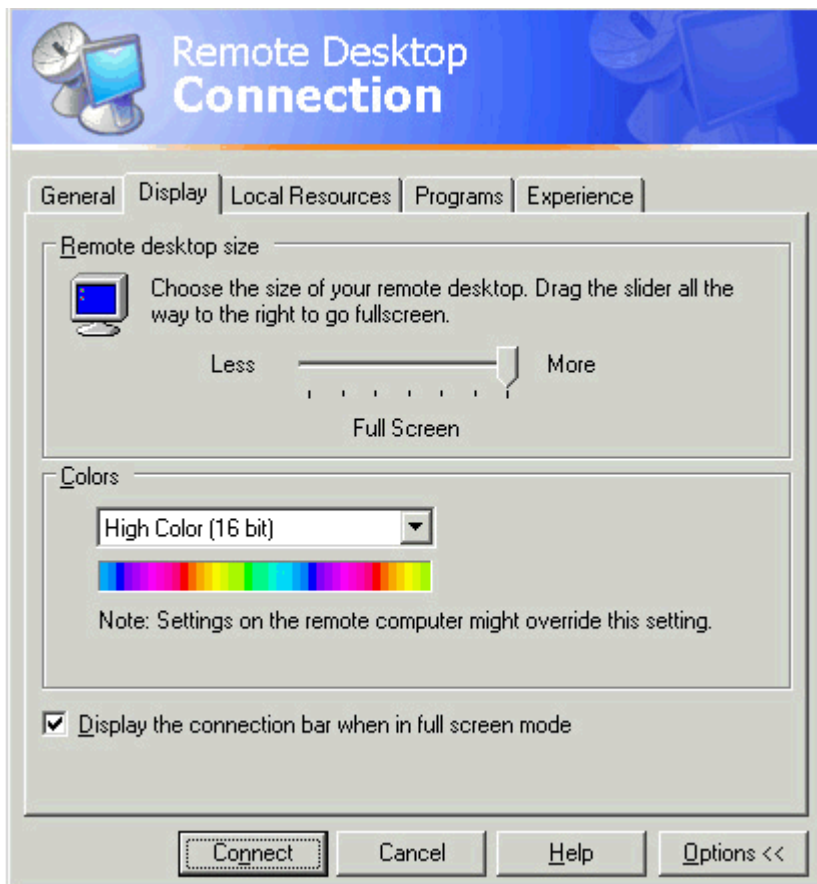 Remote Desktop
Connection
General Display Local Resources Programs Experience
Remote desktop size
Choose the size of your remote desktop. Drag the slider all the
way to the right to go fullscreen.
Less More
Full Screen
Colors
High Color (16 bit)
Note: Settings on the remote computer might override this setting.
Display the connection bar when in full screen mode
Connect Cancel Help Options <<